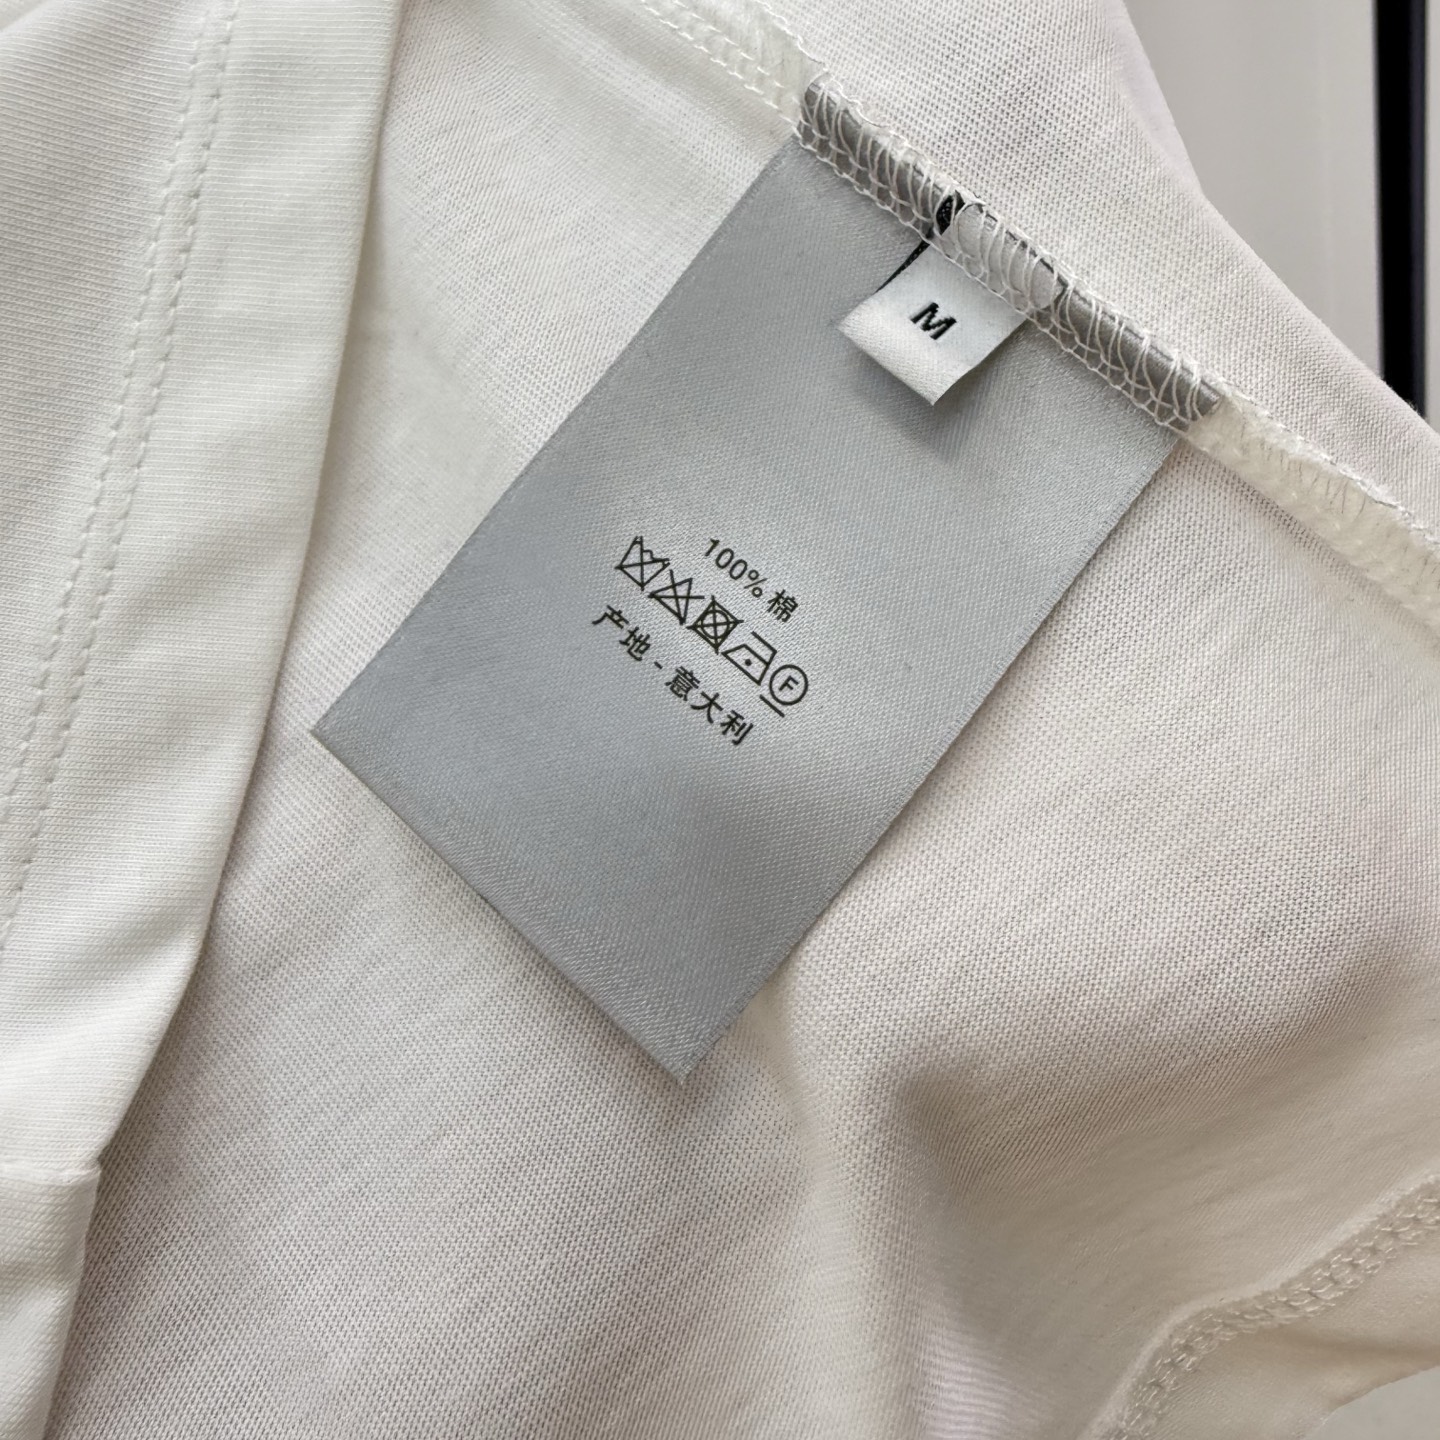 M
100% 棉
F
产地 - 意大利